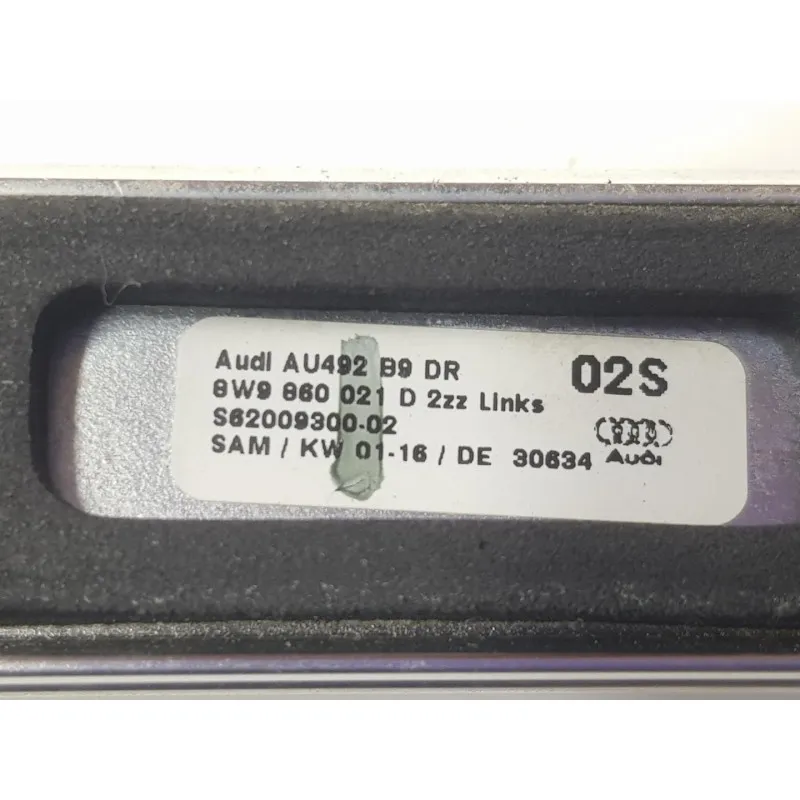 Audi AU492 B9 DR
02S
8W9 860 021 D 2zz Links
S62009300-02
SAM / KW 01-16 / DE 30634
Audi